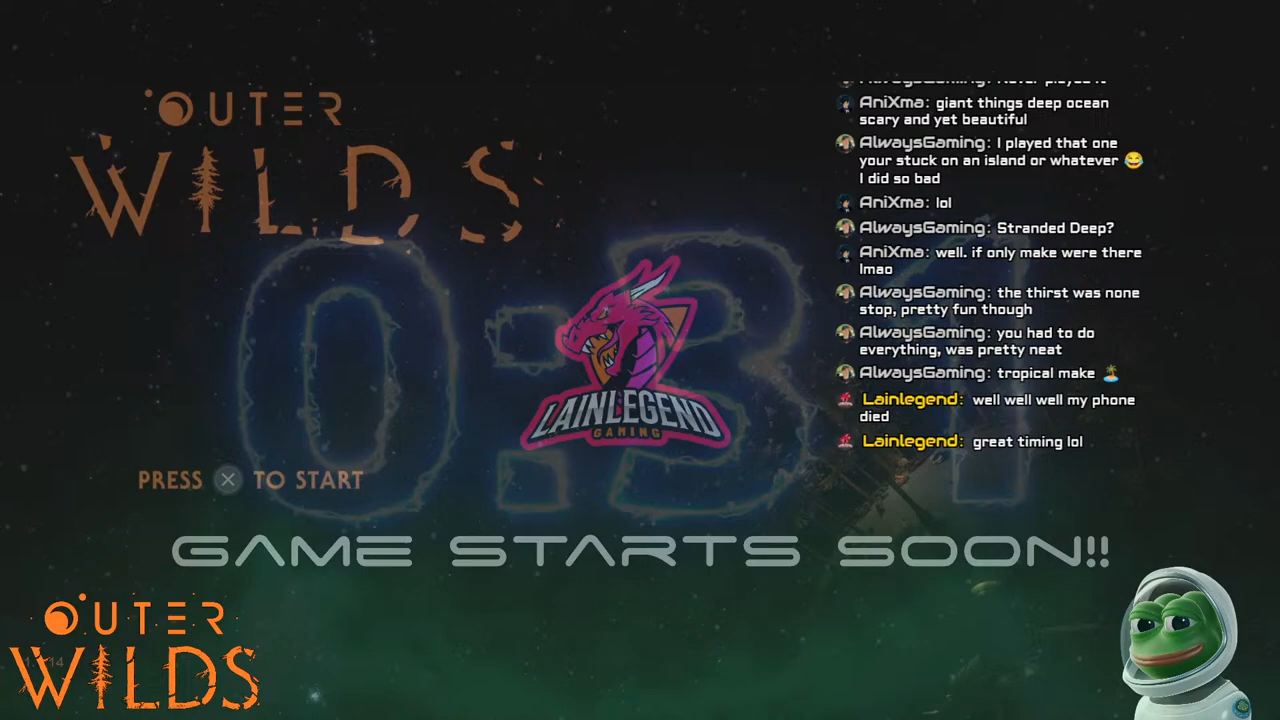 OUTER
WILDS
AniXma: giant things deep ocean
scary and yet beautiful
AlwaysGaming: I played that one
your stuck on an island or whatever 😂
I did so bad
AniXma: lol
AlwaysGaming: Stranded Deep?
AniXma: well. if only make were there
lmao
AlwaysGaming: the thirst was none
stop, pretty fun though
AlwaysGaming: you had to do
everything, was pretty neat
AlwaysGaming: tropical make 🏝️
Lainlegend: well well well my phone
died
Lainlegend: great timing lol
0:31
LAINLEGEND
GAMING
PRESS ⊗ TO START
GAME STARTS SOON!!
OUTER
WILDS